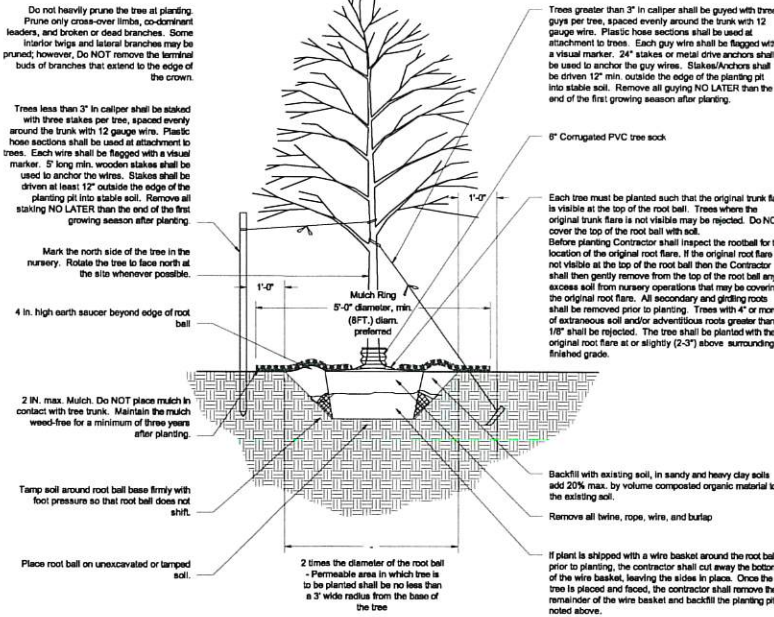 Do not heavily prune the tree at planting.
Prune only cross-over limbs, co-dominant
leaders, and broken or dead branches. Some
interior twigs and lateral branches may be
pruned; however, Do NOT remove the terminal
buds of branches that extend to the edge of
the crown.
Trees less than 3" in caliper shall be staked
with three stakes per tree, spaced evenly
around the trunk with 12 gauge wire. Plastic
hose sections shall be used at attachment to
trees. Each wire shall be flagged with a visual
marker. 5' long min. wooden stakes shall be
used to anchor the wires. Stakes shall be
driven at least 12" outside the edge of the
planting pit into stable soil. Remove all
staking NO LATER than the end of the first
growing season after planting.
Mark the north side of the tree in the
nursery. Rotate the tree to face north at
the site whenever possible.
4 in. high earth saucer beyond edge of root
ball
2 IN. max. Mulch. Do NOT place mulch in
contact with tree trunk. Maintain the mulch
weed-free for a minimum of three years
after planting.
Tamp soil around root ball base firmly with
foot pressure so that root ball does not
shift.
Place root ball on unexcavated or tamped
soil.
1'-0"
1'-0"
Mulch Ring
5'-0" diameter, min.
(8FT.) diam.
preferred
2 times the diameter of the root ball
- Permeable area in which tree is
to be planted shall be no less than
a 3' wide radius from the base of
the tree
Trees greater than 3" in caliper shall be guyed with three
guys per tree, spaced evenly around the trunk with 12
gauge wire. Plastic hose sections shall be used at
attachment to trees. Each guy wire shall be flagged with
a visual marker. 24" stakes or metal drive anchors shall
be used to anchor the guy wires. Stakes/Anchors shall
be driven 12" min. outside the edge of the planting pit
into stable soil. Remove all guying NO LATER than the
end of the first growing season after planting.
6" Corrugated PVC tree sock
Each tree must be planted such that the original trunk fla
is visible at the top of the root ball. Trees where the
original trunk flare is not visible may be rejected. Do NO
cover the top of the root ball with soil.
Before planting Contractor shall inspect the rootball for t
location of the original root flare. If the original root flare
not visible at the top of the root ball then the Contractor
shall then gently remove from the top of the root ball any
excess soil from nursery operations that may be coverin
the original root flare. All secondary and girdling roots
shall be removed prior to planting. Trees with 4" or mor
of extraneous soil and/or adventitious roots greater than
1/8" shall be rejected. The tree shall be planted with the
original root flare at or slightly (2-3") above surrounding
finished grade.
Backfill with existing soil, in sandy and heavy clay soils
add 20% max. by volume composted organic material to
the existing soil.
Remove all twine, rope, wire, and burlap
If plant is shipped with a wire basket around the root ball
prior to planting, the contractor shall cut away the bottom
of the wire basket, leaving the sides in place. Once the
tree is placed and faced, the contractor shall remove the
remainder of the wire basket and backfill the planting pit
noted above.